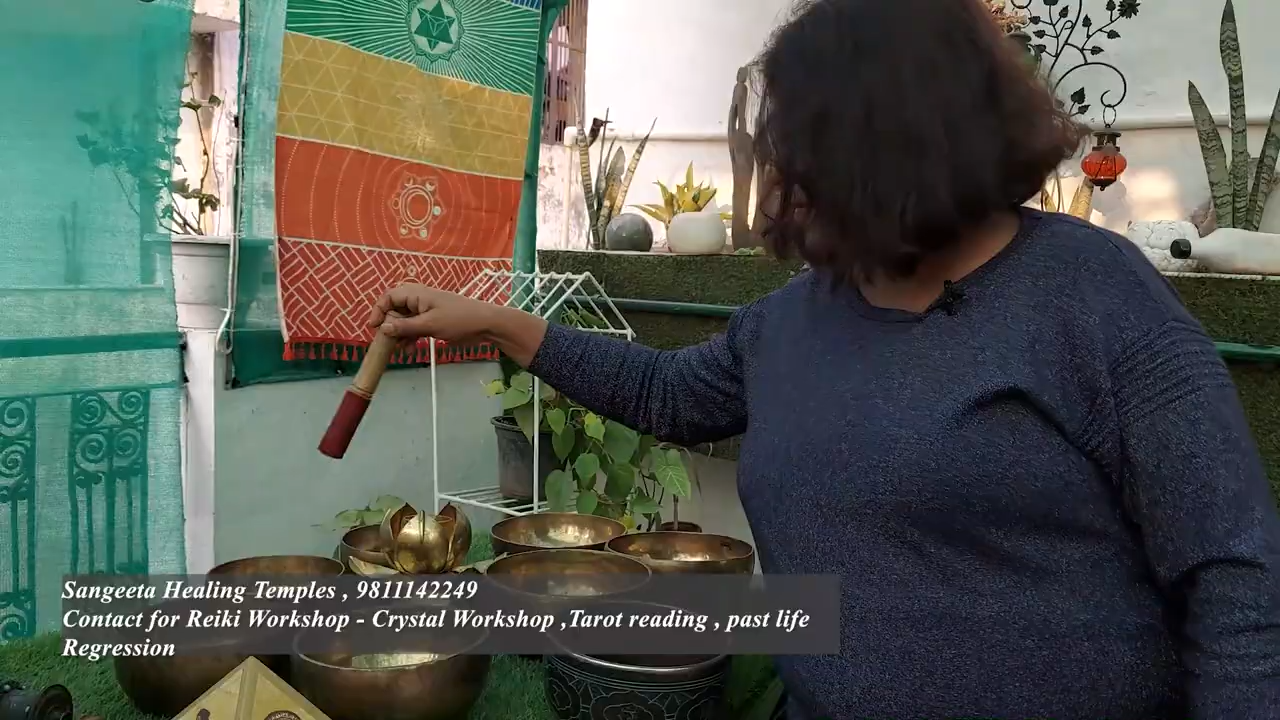 Sangeeta Healing Temples , 9811142249
Contact for Reiki Workshop - Crystal Workshop ,Tarot reading , past life
Regression